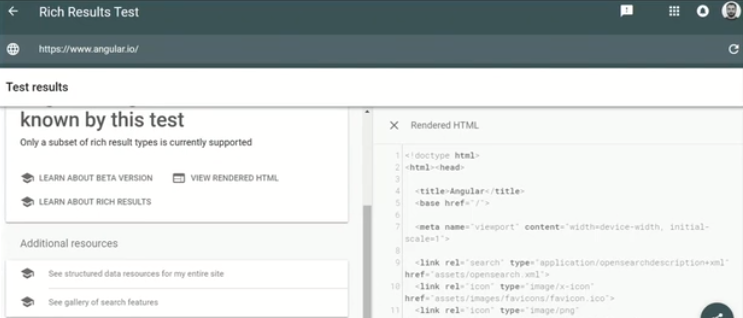 Rich Results Test
https://www.angular.io/
Test results
known by this test
Only a subset of rich result types is currently supported
LEARN ABOUT BETA VERSION
VIEW RENDERED HTML
LEARN ABOUT RICH RESULTS
Additional resources
See structured data resources for my entire site
See gallery of search features
Rendered HTML
1 <!doctype html>
2 <html><head>
3
4 <title>Angular</title>
5 <base href="/">
6
7 <meta name="viewport" content="width=device-width, initial-
scale=1">
8
9 <link rel="search" type="application/opensearchdescription+xml"
href="assets/opensearch.xml">
10 <link rel="icon" type="image/x-icon"
href="assets/images/favicons/favicon.ico">
11 <link rel="icon" type="image/png"